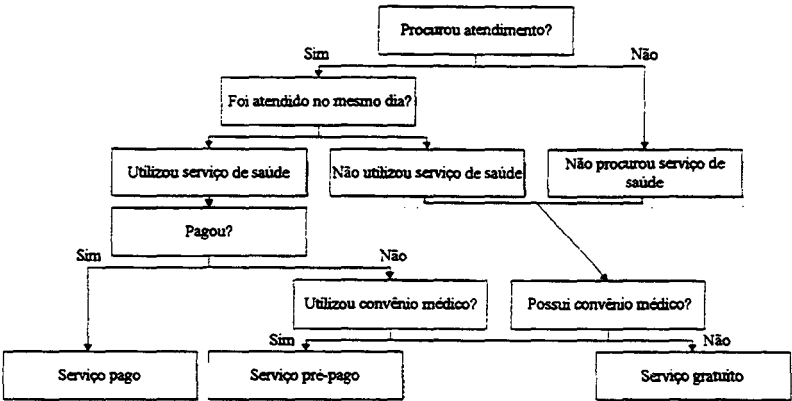 Procurou atendimento?
Sim
Não
Foi atendido no mesmo dia?
Utilizou serviço de saúde
Não utilizou serviço de saúde
Não procurou serviço de
saúde
Pagou?
Sim
Não
Utilizou convênio médico?
Possui convênio médico?
Sim
Não
Serviço pago
Serviço pré-pago
Serviço gratuito